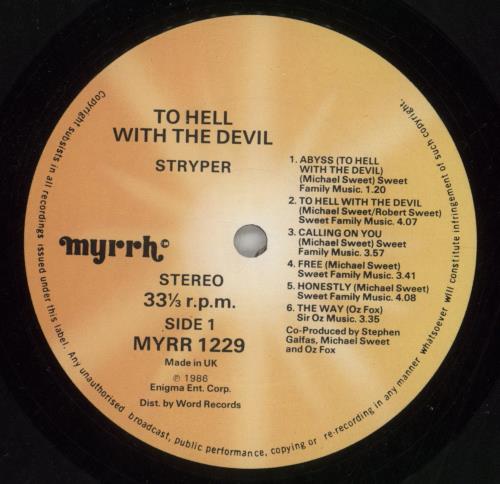 TO HELL
WITH THE DEVIL
STRYPER
myrrh©
STEREO
33⅓ r.p.m.
SIDE 1
MYRR 1229
Made in UK
℗ 1986
Enigma Ent. Corp.
Dist. by Word Records
1. ABYSS (TO HELL
WITH THE DEVIL)
(Michael Sweet) Sweet
Family Music. 1.20
2. TO HELL WITH THE DEVIL
(Michael Sweet/Robert Sweet)
Sweet Family Music. 4.07
3. CALLING ON YOU
(Michael Sweet) Sweet
Family Music. 3.57
4. FREE (Michael Sweet)
Sweet Family Music. 3.41
5. HONESTLY (Michael Sweet)
Sweet Family Music. 4.08
6. THE WAY (Oz Fox)
Sir Oz Music. 3.35
Co-Produced by Stephen
Galfas, Michael Sweet
and Oz Fox
Copyright subsists in all recordings issued under this label. Any unauthorised broadcast, public performance, copying or re-recording in any manner whatsoever will constitute infringement of such copyright.